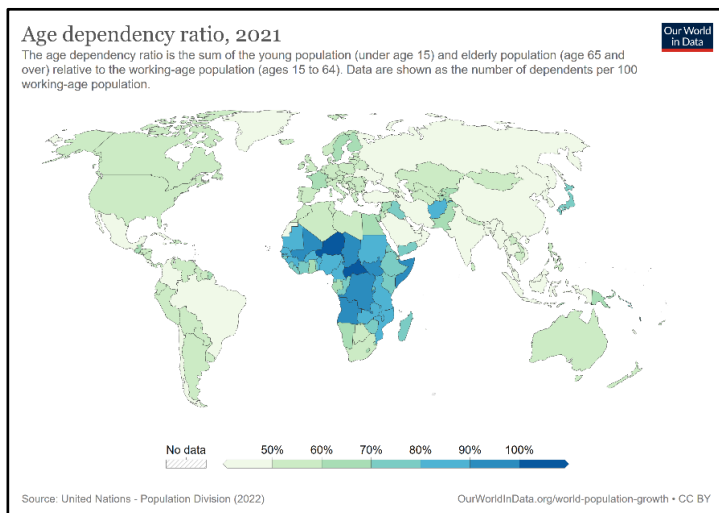 Age dependency ratio, 2021
Our World
in Data
The age dependency ratio is the sum of the young population (under age 15) and elderly population (age 65 and
over) relative to the working-age population (ages 15 to 64). Data are shown as the number of dependents per 100
working-age population.
No data
50%
60%
70%
80%
90%
100%
Source: United Nations - Population Division (2022)
OurWorldInData.org/world-population-growth • CC BY